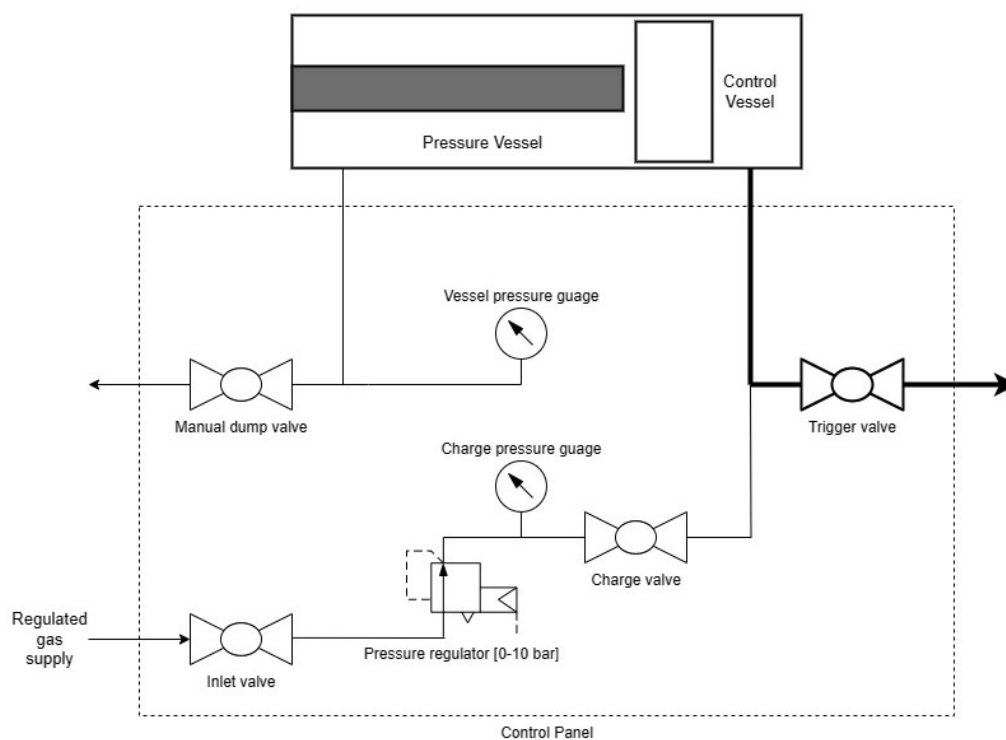 Control
Vessel
Pressure Vessel
Vessel pressure guage
Manual dump valve
Trigger valve
Charge pressure guage
Charge valve
Regulated
gas
supply
Pressure regulator [0-10 bar]
Inlet valve
Control Panel